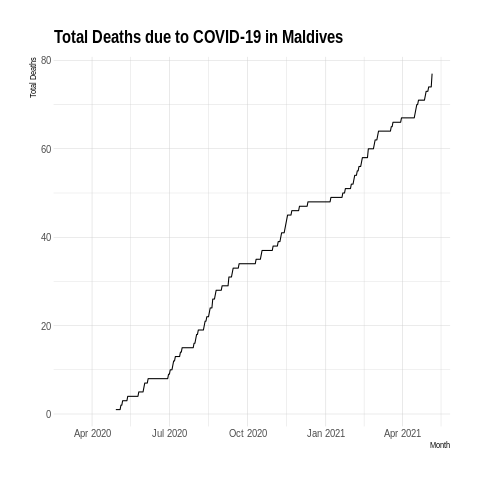 Total Deaths due to COVID-19 in Maldives
Total Deaths
80
60
40
20
0
Apr 2020 Jul 2020 Oct 2020 Jan 2021 Apr 2021
Month